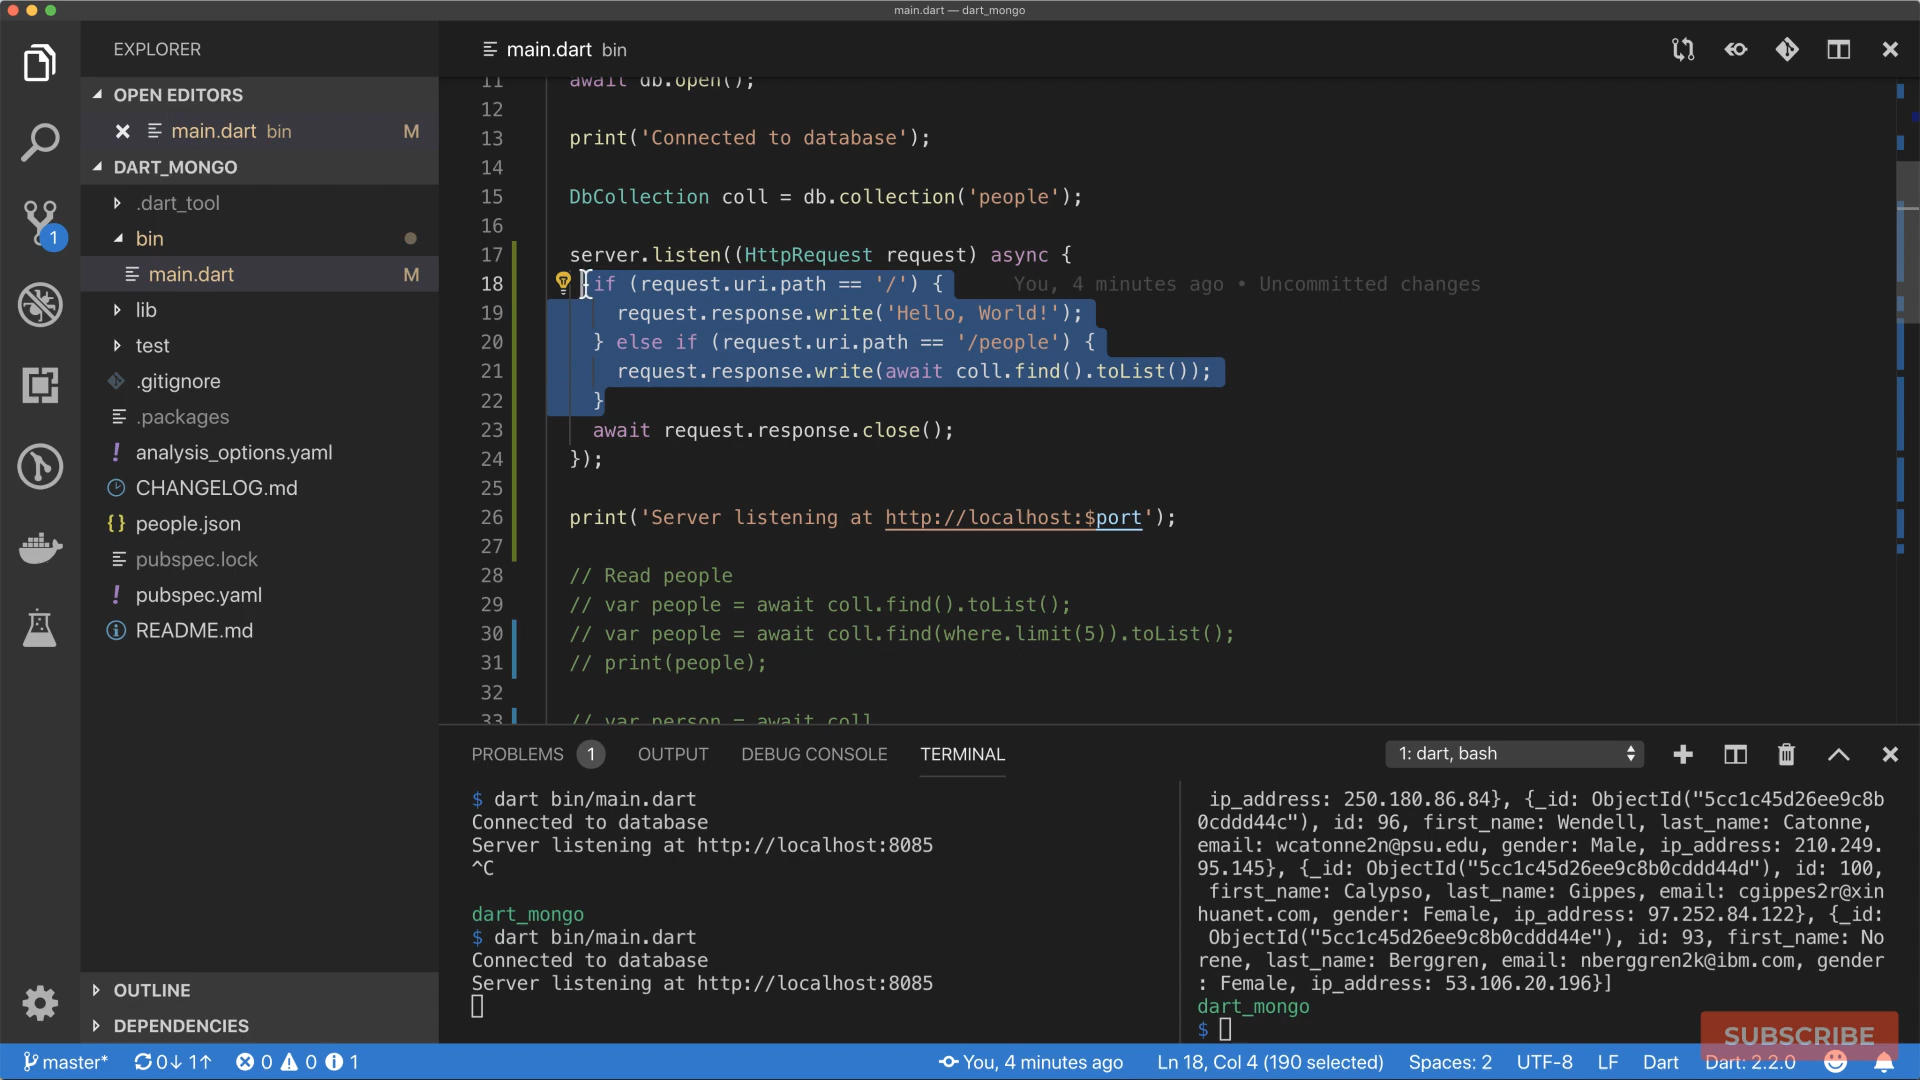 main.dart — dart_mongo
EXPLORER
OPEN EDITORS
main.dart bin M
DART_MONGO
.dart_tool
bin
main.dart M
lib
test
.gitignore
.packages
analysis_options.yaml
CHANGELOG.md
people.json
pubspec.lock
pubspec.yaml
README.md
OUTLINE
DEPENDENCIES
1
main.dart bin
11 await db.open();
12
13 print('Connected to database');
14
15 DbCollection coll = db.collection('people');
16
17 server.listen((HttpRequest request) async {
18 if (request.uri.path == '/') { You, 4 minutes ago • Uncommitted changes
19 request.response.write('Hello, World!');
20 } else if (request.uri.path == '/people') {
21 request.response.write(await coll.find().toList());
22 }
23 await request.response.close();
24 });
25
26 print('Server listening at http://localhost:$port');
27
28 // Read people
29 // var people = await coll.find().toList();
30 // var people = await coll.find(where.limit(5)).toList();
31 // print(people);
32
33 // var person = await coll
PROBLEMS 1 OUTPUT DEBUG CONSOLE TERMINAL 1: dart, bash
$ dart bin/main.dart
Connected to database
Server listening at http://localhost:8085
^C
dart_mongo
$ dart bin/main.dart
Connected to database
Server listening at http://localhost:8085
ip_address: 250.180.86.84}, {_id: ObjectId("5cc1c45d26ee9c8b
0cddd44c"), id: 96, first_name: Wendell, last_name: Catonne,
email: wcatonne2n@psu.edu, gender: Male, ip_address: 210.249.
95.145}, {_id: ObjectId("5cc1c45d26ee9c8b0cddd44d"), id: 100,
first_name: Calypso, last_name: Gippes, email: cgippes2r@xin
huanet.com, gender: Female, ip_address: 97.252.84.122}, {_id:
ObjectId("5cc1c45d26ee9c8b0cddd44e"), id: 93, first_name: No
rene, last_name: Berggren, email: nberggren2k@ibm.com, gender
: Female, ip_address: 53.106.20.196}]
dart_mongo
$
SUBSCRIBE
master* 0↓ 1↑ 0 0 1 You, 4 minutes ago Ln 18, Col 4 (190 selected) Spaces: 2 UTF-8 LF Dart Dart: 2.2.0